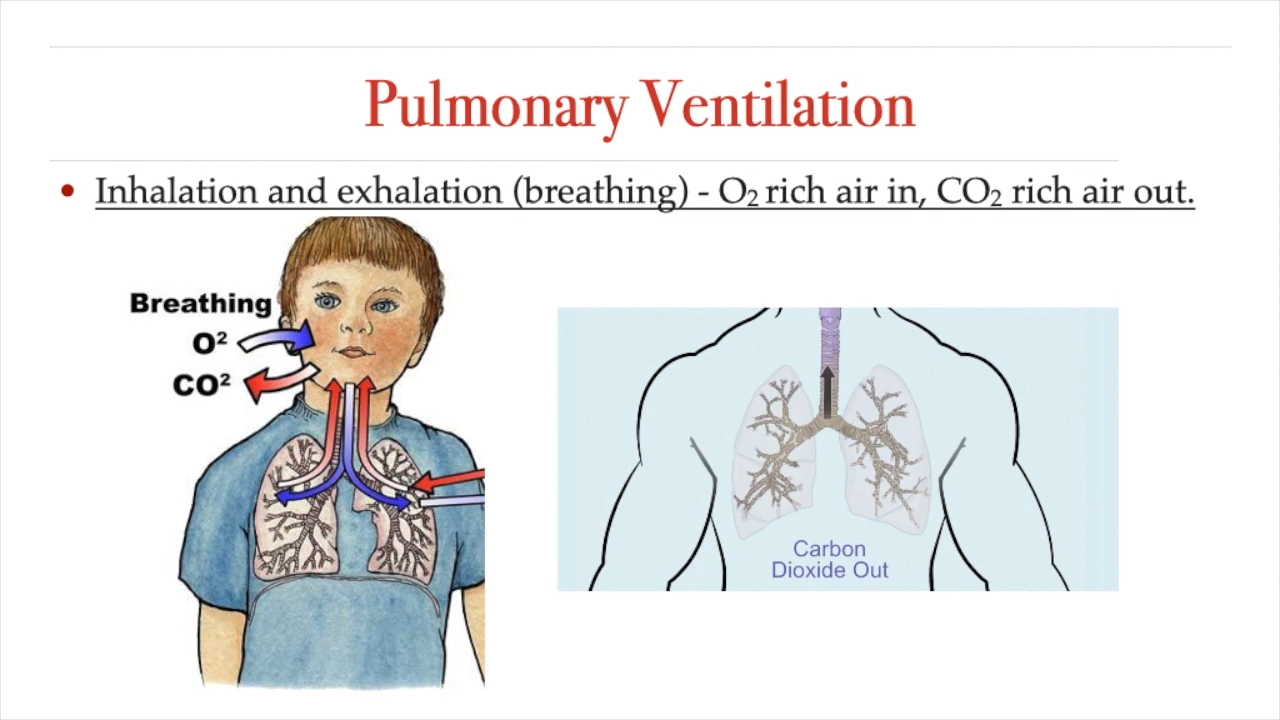 Pulmonary Ventilation
• Inhalation and exhalation (breathing) - O₂ rich air in, CO₂ rich air out.
Breathing
O²
CO²
Carbon
Dioxide Out